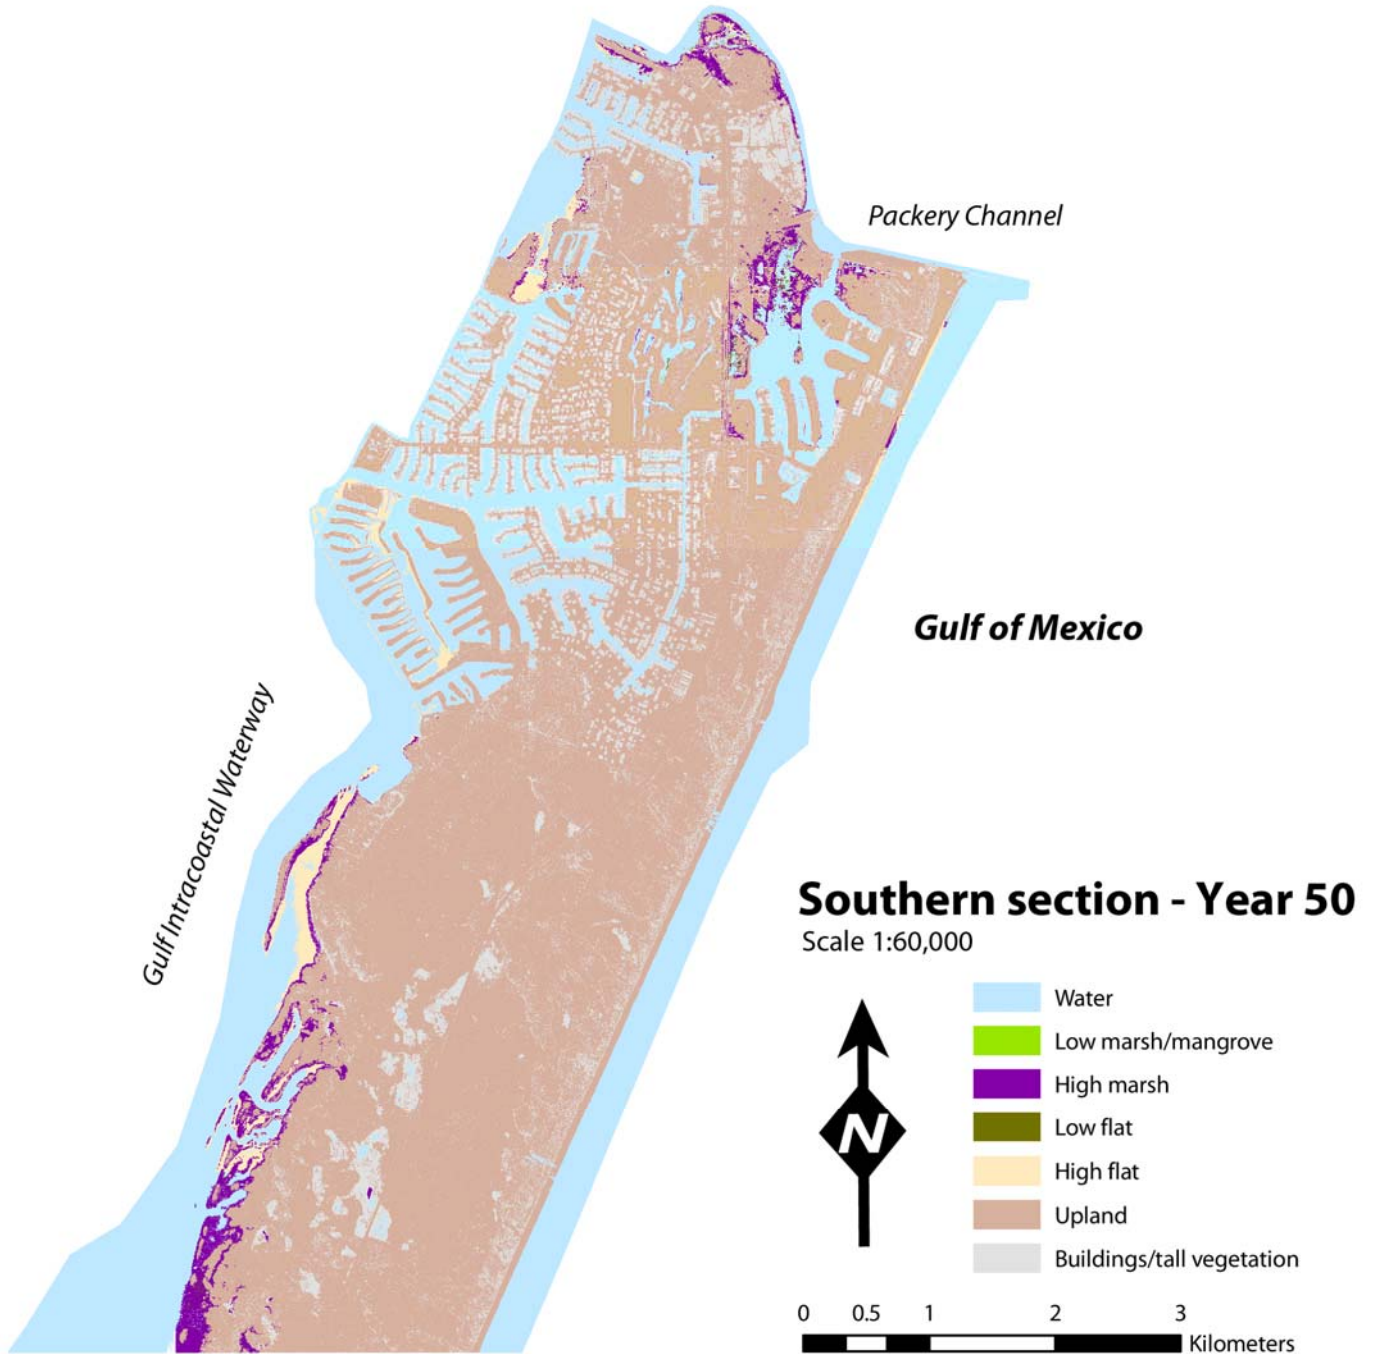 Packery Channel
Gulf of Mexico
Gulf Intracoastal Waterway
Southern section - Year 50
Scale 1:60,000
N
Water
Low marsh/mangrove
High marsh
Low flat
High flat
Upland
Buildings/tall vegetation
0 0.5 1 2 3
Kilometers